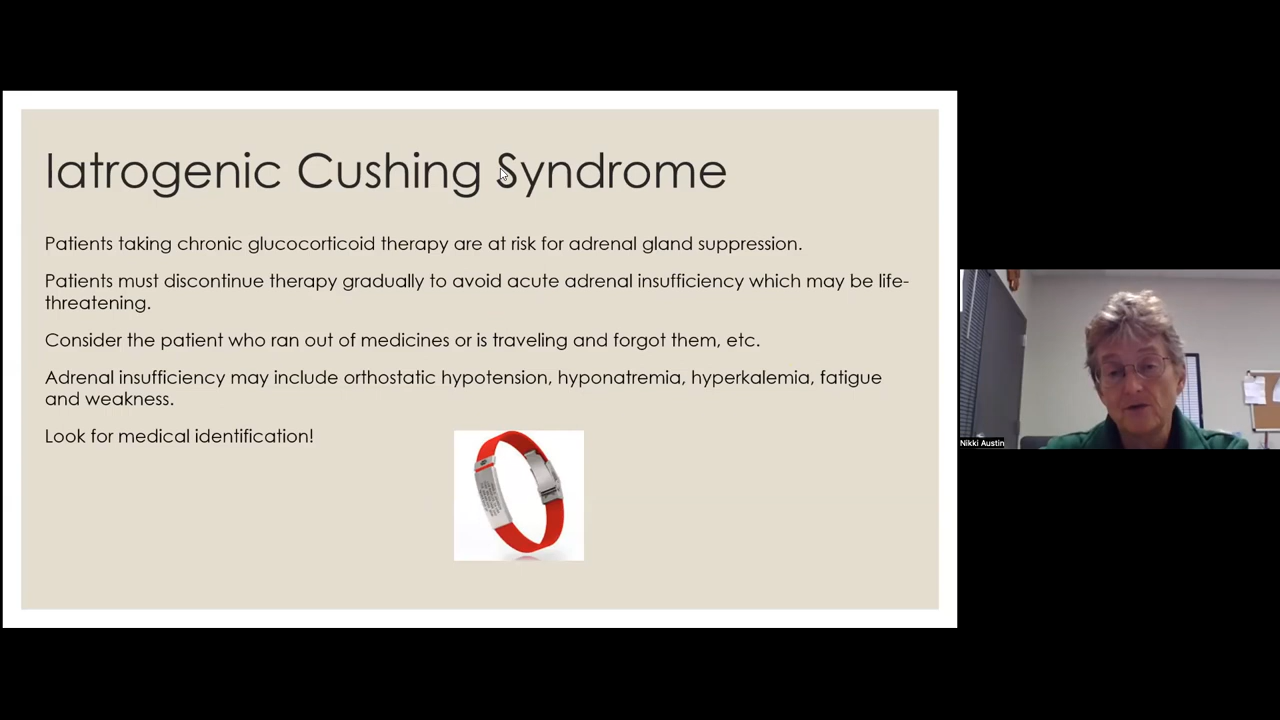 Iatrogenic Cushing Syndrome
Patients taking chronic glucocorticoid therapy are at risk for adrenal gland suppression.
Patients must discontinue therapy gradually to avoid acute adrenal insufficiency which may be life-
threatening.
Consider the patient who ran out of medicines or is traveling and forgot them, etc.
Adrenal insufficiency may include orthostatic hypotension, hyponatremia, hyperkalemia, fatigue
and weakness.
Look for medical identification!
Nikki Austin